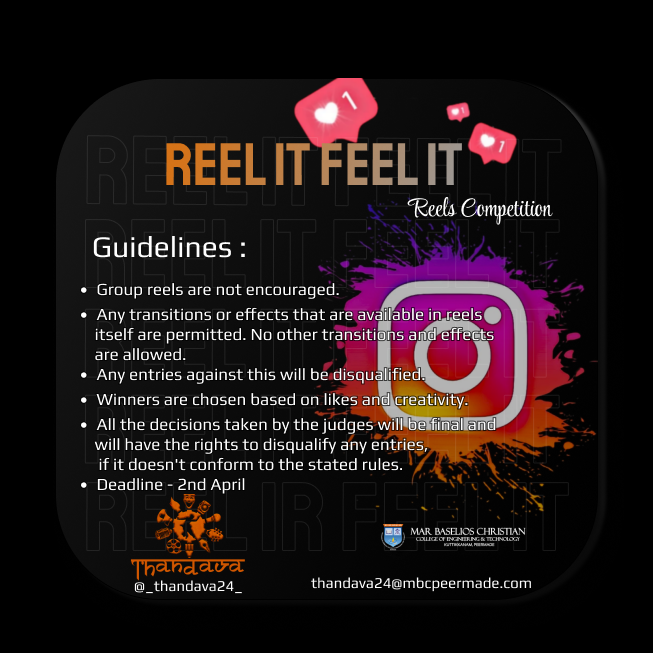 1
1
1
REEL IT FEEL IT
Reels Competition
Guidelines :
• Group reels are not encouraged.
• Any transitions or effects that are available in reels
itself are permitted. No other transitions and effects
are allowed.
• Any entries against this will be disqualified.
• Winners are chosen based on likes and creativity.
• All the decisions taken by the judges will be final and
will have the rights to disqualify any entries,
if it doesn't conform to the stated rules.
• Deadline - 2nd April
Thandava
@_thandava24_
MAR BASELIOS CHRISTIAN
COLLEGE OF ENGINEERING & TECHNOLOGY
KUTTIKKANAM, PEERMADE
thandava24@mbcpeermade.com